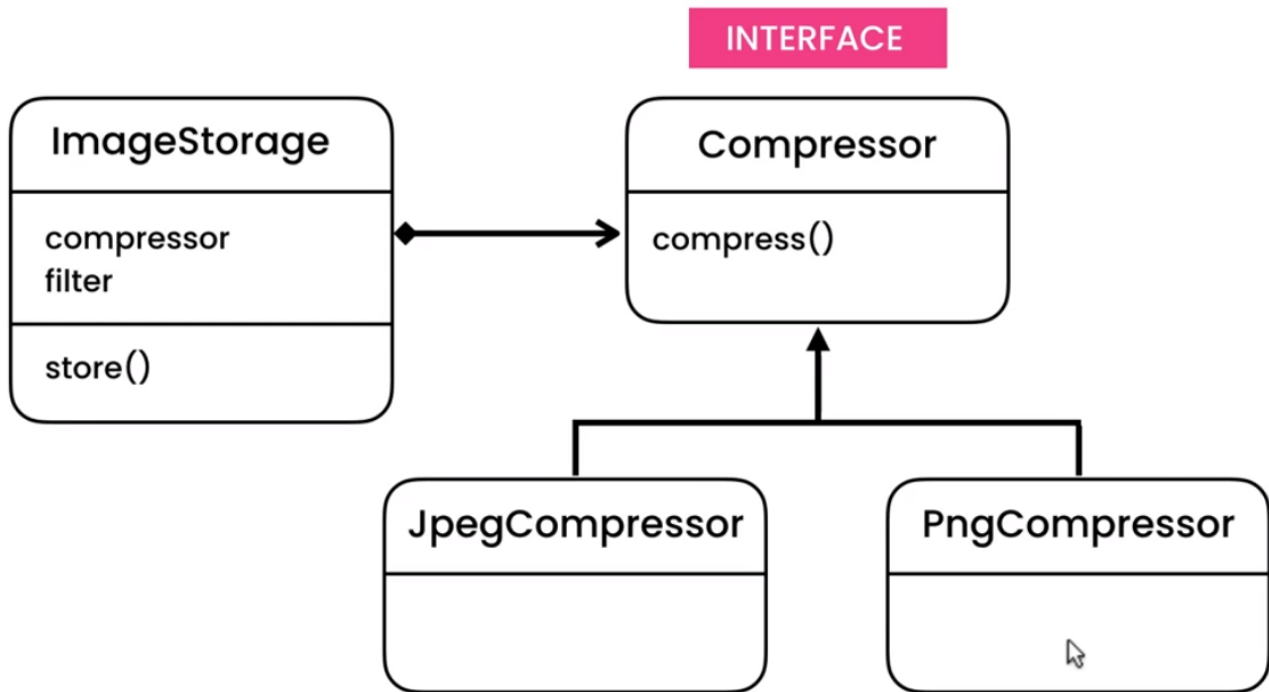 INTERFACE
ImageStorage
compressor
filter
store()
Compressor
compress()
JpegCompressor
PngCompressor